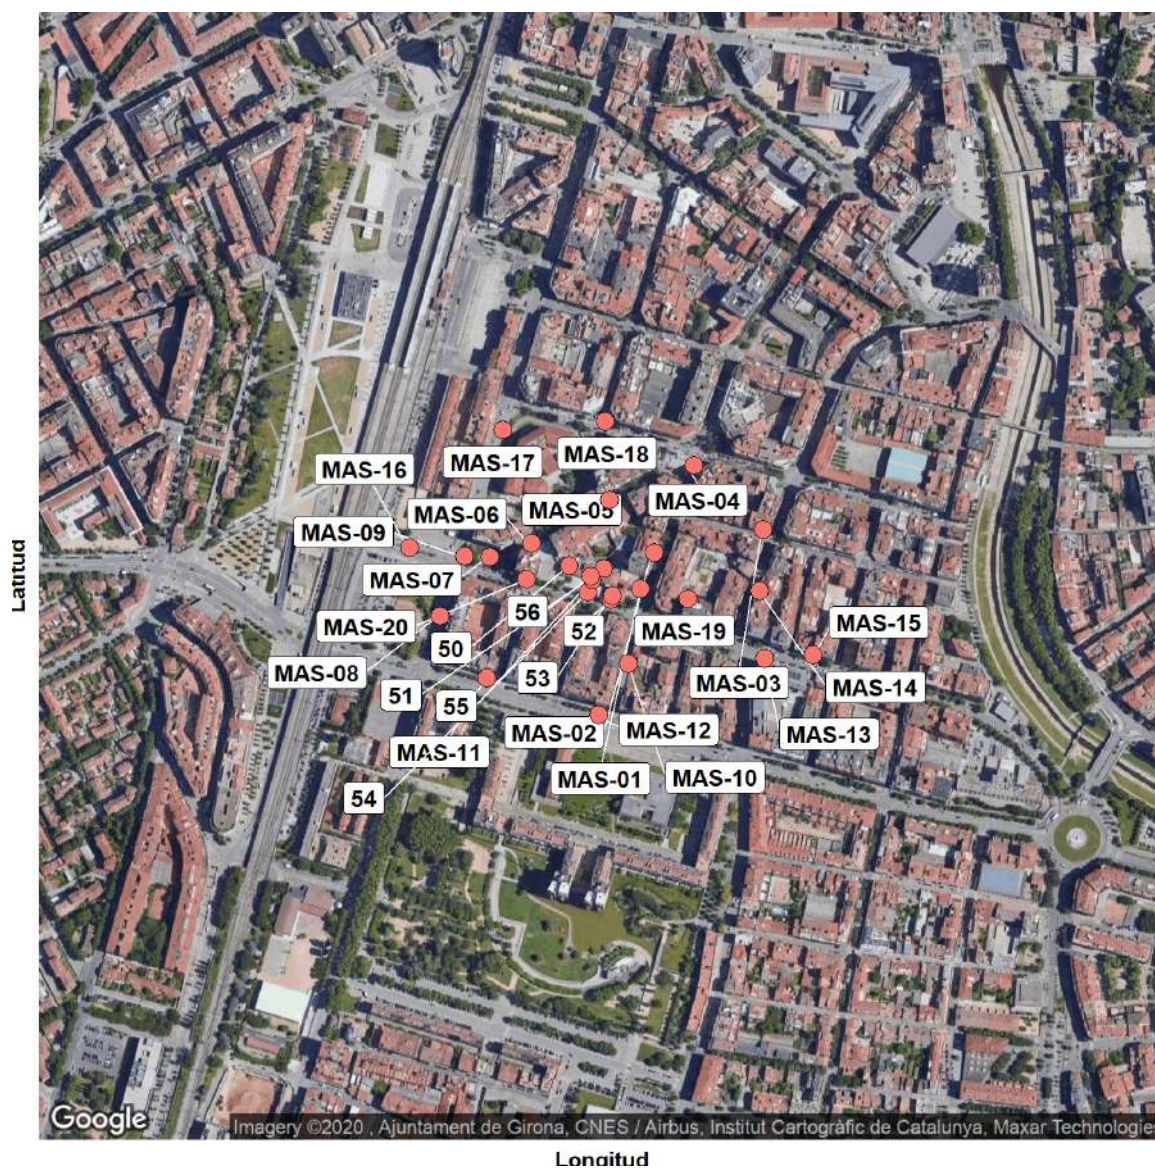 MAS-16
MAS-17
MAS-18
MAS-06
MAS-05
MAS-04
MAS-09
MAS-07
56
MAS-20
52
MAS-19
MAS-15
50
MAS-08
53
MAS-03
MAS-14
51
55
MAS-02
MAS-12
MAS-13
MAS-11
MAS-01
MAS-10
54
Latitud
Google
Imagery ©2020 , Ajuntament de Girona, CNES / Airbus, Institut Cartogràfic de Catalunya, Maxar Technologies
Longitud